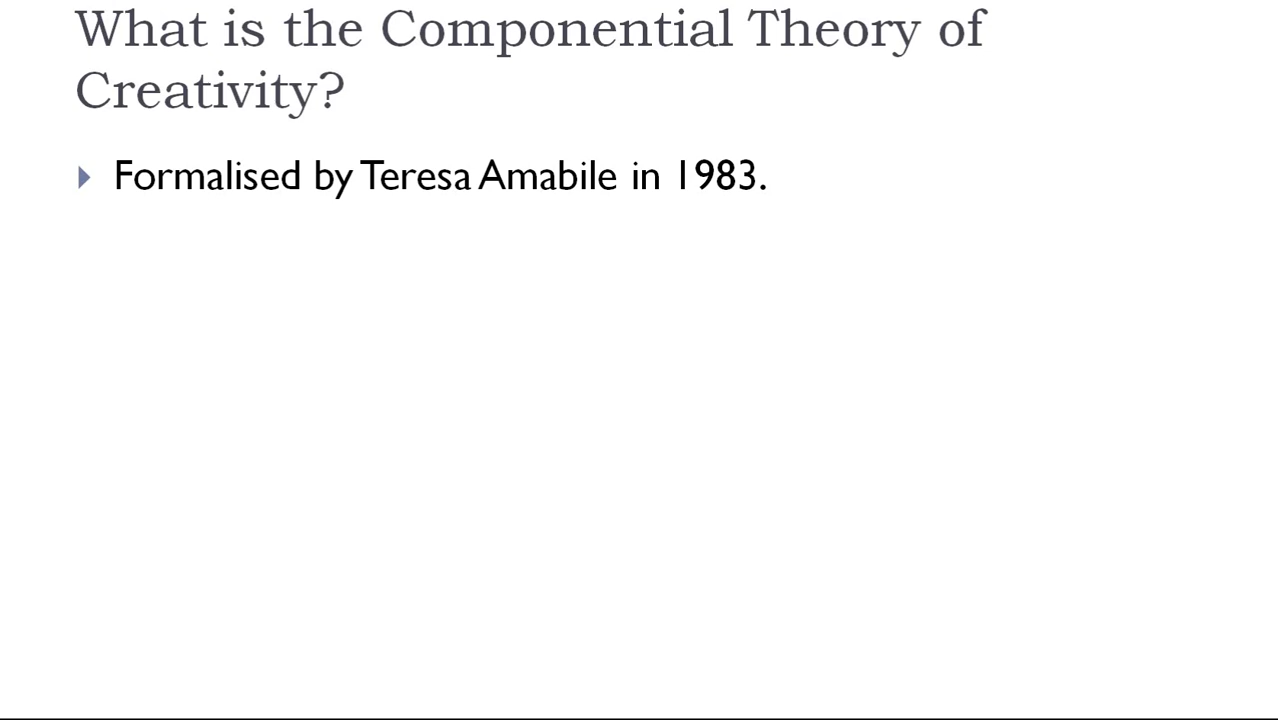 What is the Componential Theory of
Creativity?
Formalised by Teresa Amabile in 1983.